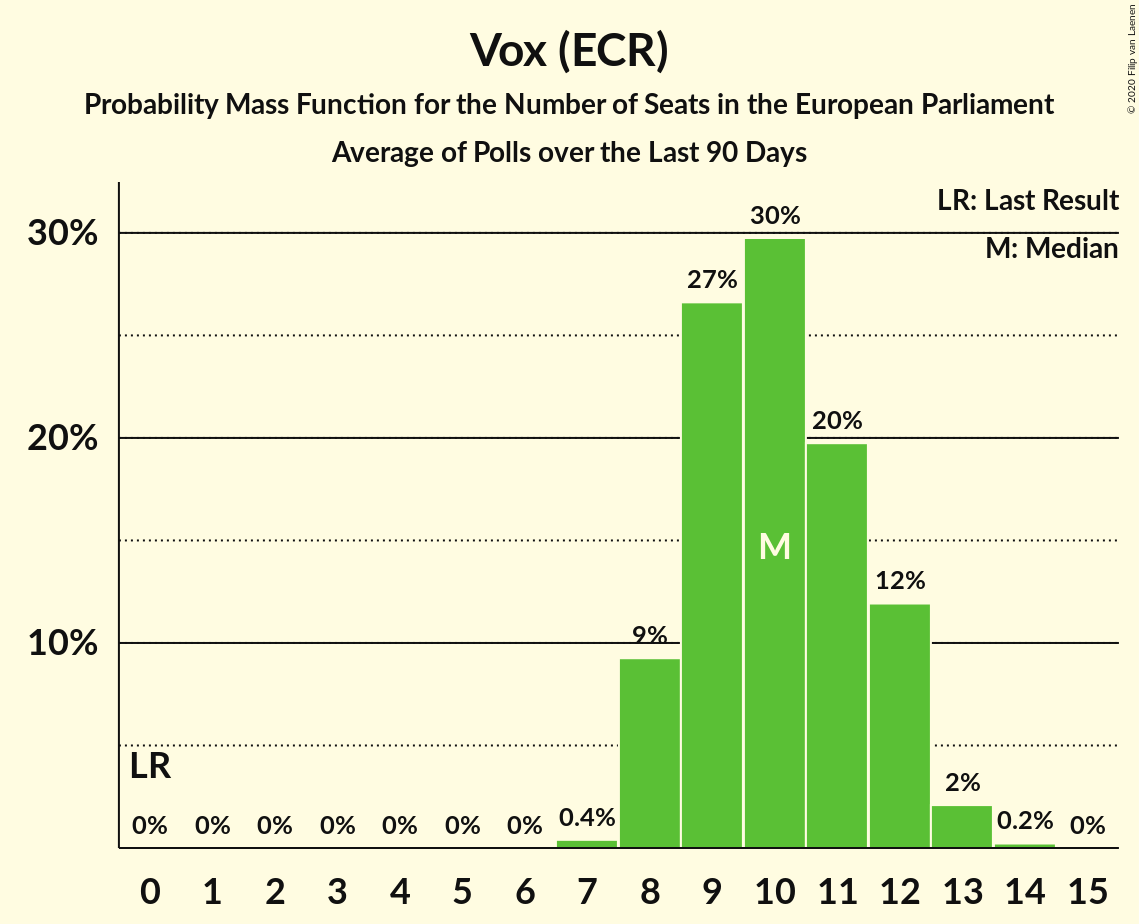 Vox (ECR)
Probability Mass Function for the Number of Seats in the European Parliament
Average of Polls over the Last 90 Days
© 2020 Filip van Laenen
LR: Last Result
M: Median
30%
20%
10%
30%
27%
20%
12%
9%
2%
0.4%
0.2%
0% 0% 0% 0% 0% 0% 0% 0%
M
LR
0 1 2 3 4 5 6 7 8 9 10 11 12 13 14 15